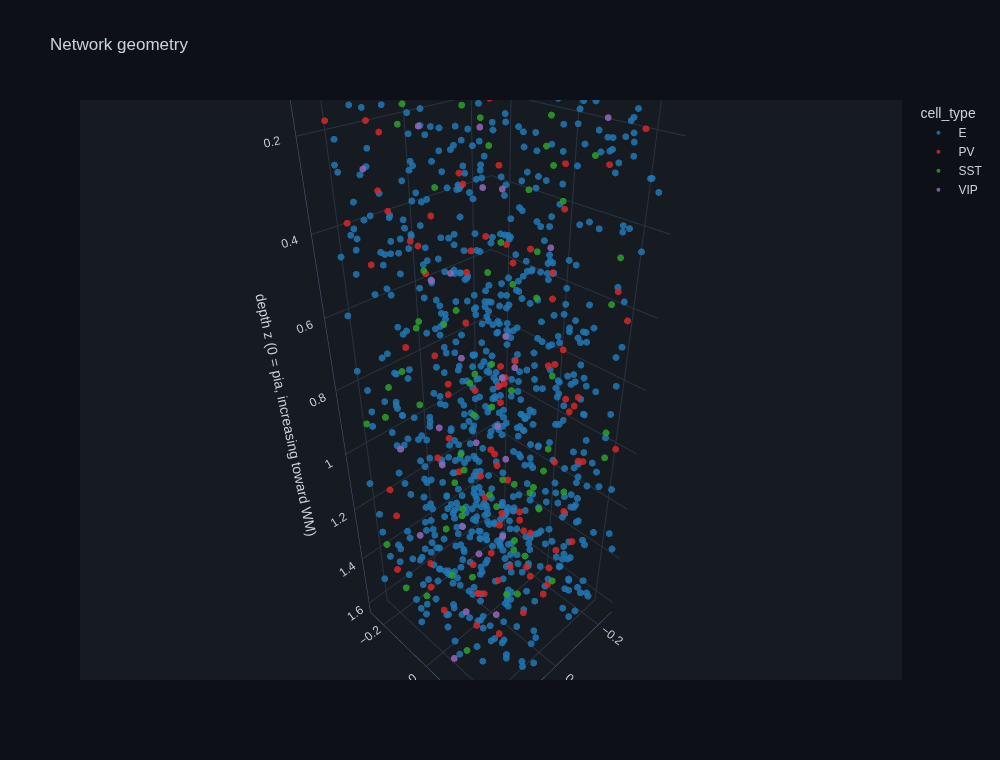 Network geometry
cell_type
E
PV
SST
VIP
0.2
0.4
0.6
0.8
1
1.2
1.4
1.6
depth z (0 = pia, increasing toward WM)
−0.2
0
−0.2
0